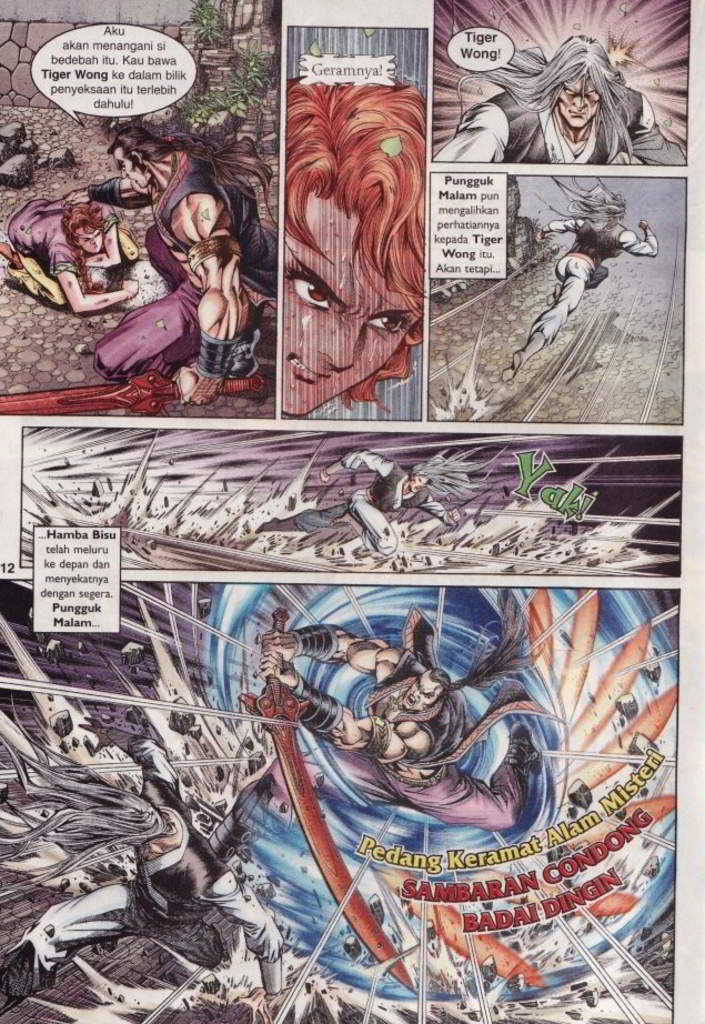 Aku
akan menangani si
bedebah itu. Kau bawa
Tiger Wong ke dalam bilik
penyeksaan itu terlebih
dahulu!
Geramnya!
Tiger
Wong!
Pungguk
Malam pun
mengalihkan
perhatiannya
kepada Tiger
Wong itu.
Akan tetapi...
Yaki
...Hamba Bisu
telah meluru
ke depan dan
menyekatnya
dengan segera.
Pungguk
Malam...
12
Pedang Keramat Alam Misteri
SAMBARAN CONDONG
BADAI DINGIN